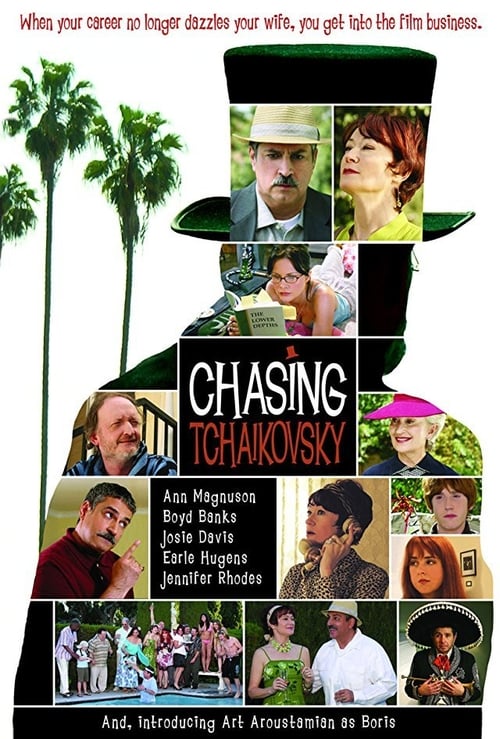 When your career no longer dazzles your wife, you get into the film business.
THE
LOWER
DEPTHS
CHASING
TCHAIKOVSKY
Ann Magnuson
Boyd Banks
Josie Davis
Earle Hugens
Jennifer Rhodes
And, introducing Art Aroustamian as Boris